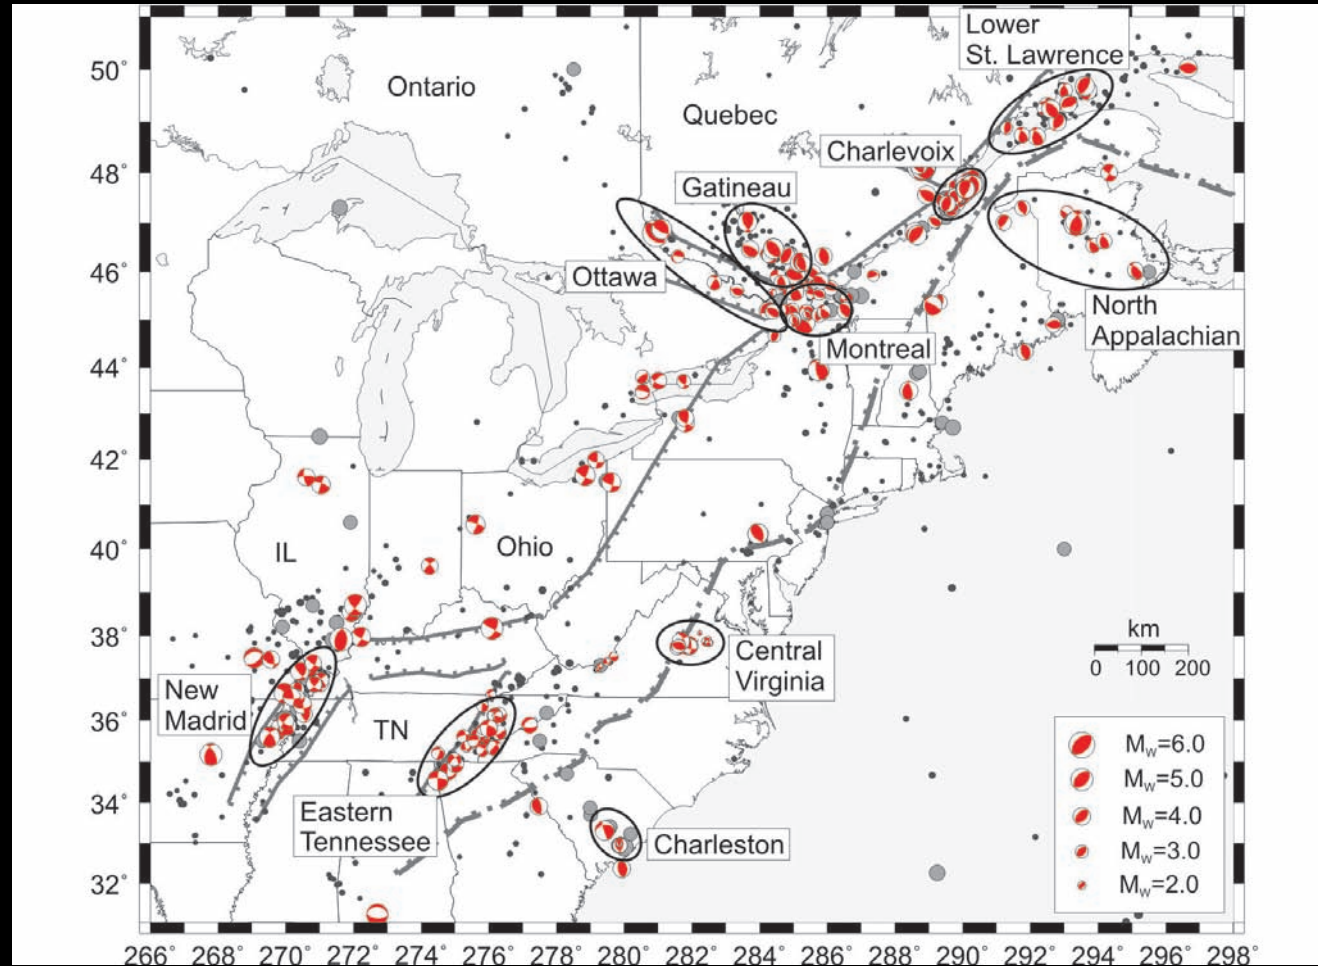 Lower
St. Lawrence
50°
Ontario
Quebec
Charlevoix
48°
Gatineau
46°
Ottawa
North
Appalachian
Montreal
44°
42°
IL
Ohio
40°
km
0 100 200
38°
Central
Virginia
New
Madrid
36°
TN
Mw=6.0
Mw=5.0
Mw=4.0
Mw=3.0
Mw=2.0
34°
Eastern
Tennessee
Charleston
32°
266° 268° 270° 272° 274° 276° 278° 280° 282° 284° 286° 288° 290° 292° 294° 296° 298°